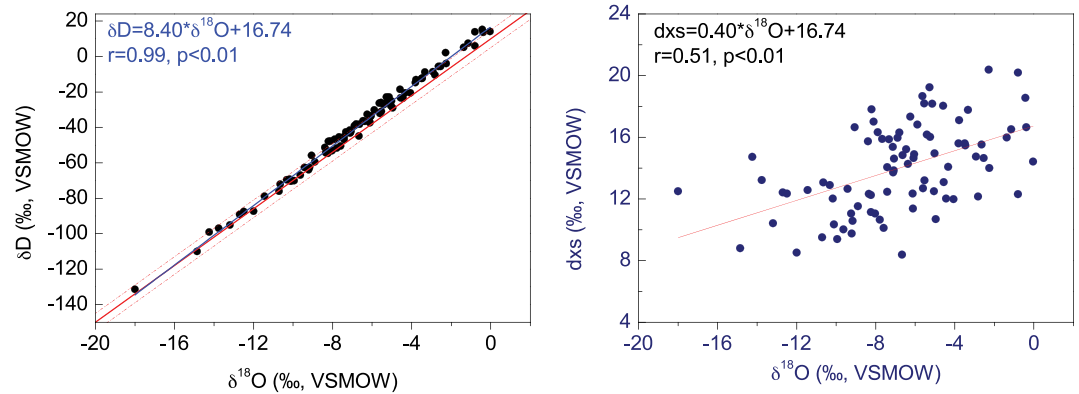 δD=8.40*δ¹⁸O+16.74
r=0.99, p<0.01
20
0
-20
-40
-60
-80
-100
-120
-140
δD (‰, VSMOW)
-20 -16 -12 -8 -4 0
δ¹⁸O (‰, VSMOW)
dxs=0.40*δ¹⁸O+16.74
r=0.51, p<0.01
24
20
16
12
8
4
dxs (‰, VSMOW)
-20 -16 -12 -8 -4 0
δ¹⁸O (‰, VSMOW)